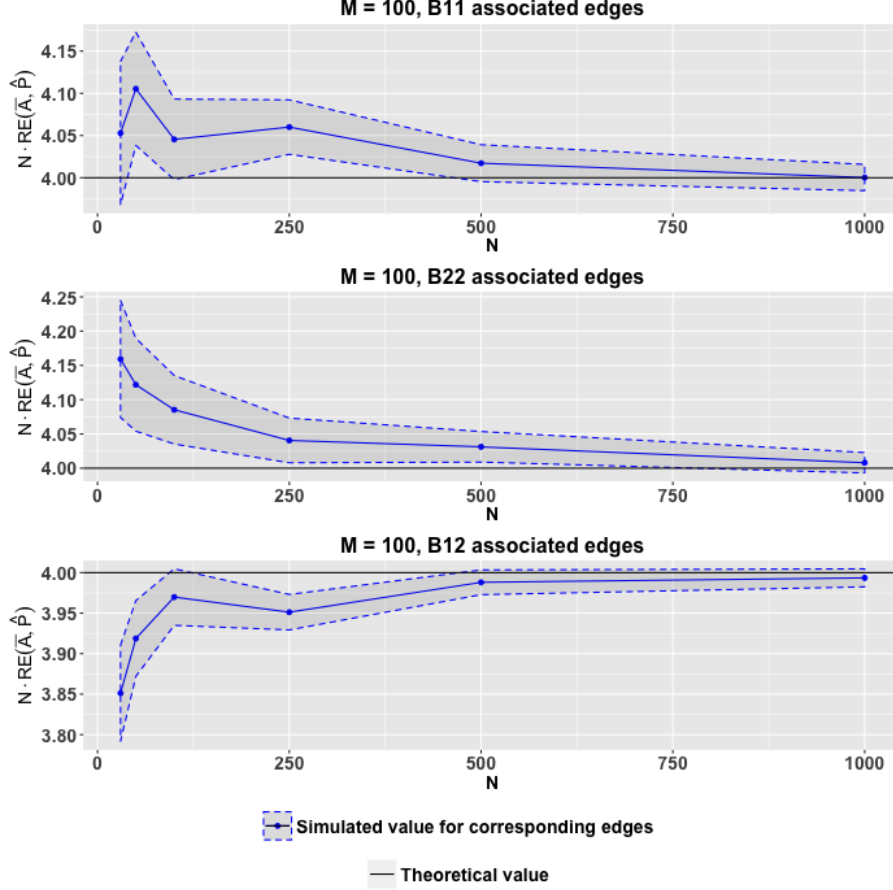 M = 100, B11 associated edges
N · RE(A̅, P̂)
4.15
4.10
4.05
4.00
0 250 500 750 1000
N
M = 100, B22 associated edges
N · RE(A̅, P̂)
4.25
4.20
4.15
4.10
4.05
4.00
0 250 500 750 1000
N
M = 100, B12 associated edges
N · RE(A̅, P̂)
4.00
3.95
3.90
3.85
3.80
0 250 500 750 1000
N
Simulated value for corresponding edges
Theoretical value